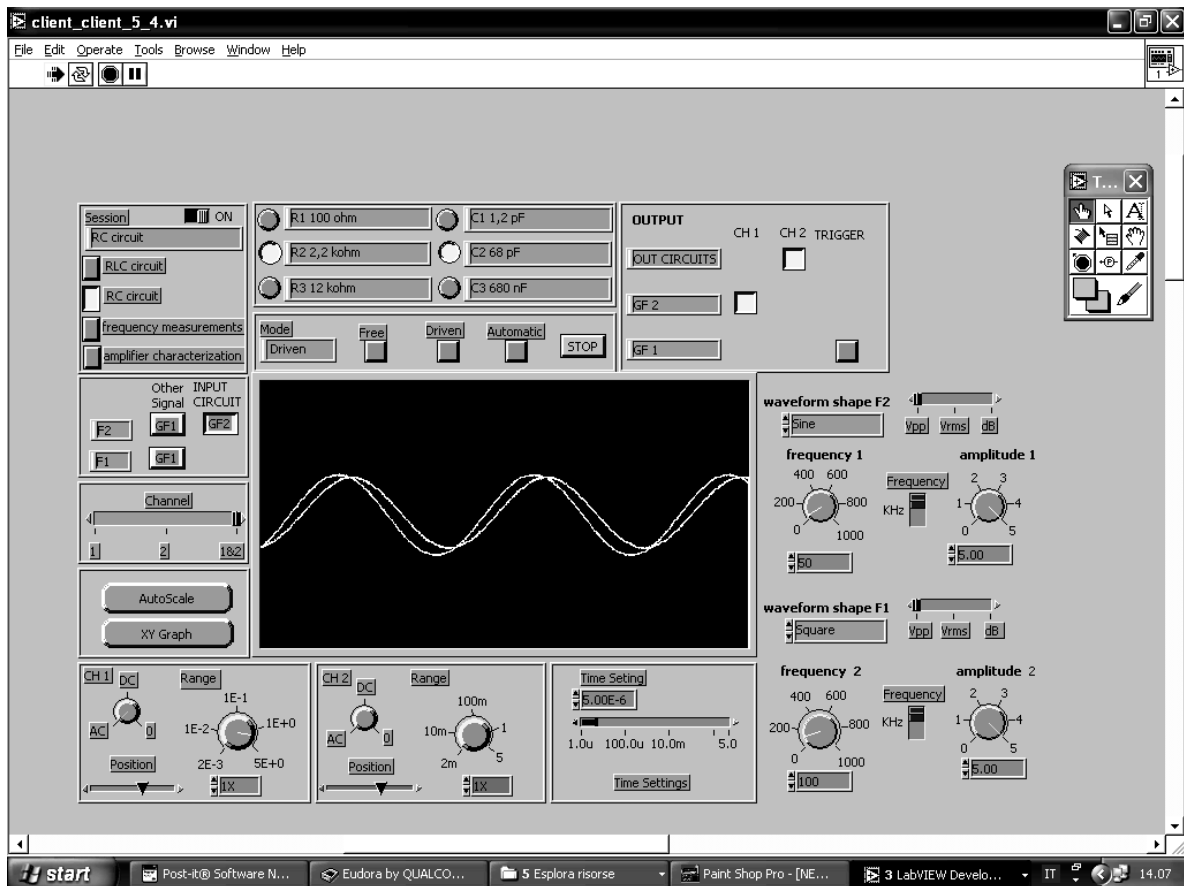 client_client_5_4.vi
File Edit Operate Tools Browse Window Help
1
T...
Session ON
RC circuit
RLC circuit
RC circuit
frequency measurements
amplifier characterization
R1 100 ohm
C1 1,2 pF
R2 2,2 kohm
C2 68 pF
R3 12 kohm
C3 680 nF
OUTPUT
CH 1 CH 2 TRIGGER
OUT CIRCUITS
GF 2
GF 1
Mode
Driven
Free
Driven
Automatic
STOP
Other Signal
INPUT CIRCUIT
F2 GF1 GF2
F1 GF1
Channel
1 2 1&2
AutoScale
XY Graph
waveform shape F2
Sine
Vpp Vrms dB
frequency 1
400 600
200 800
0 1000
50
Frequency
KHz
amplitude 1
2 3
1 4
0 5
5.00
waveform shape F1
Square
Vpp Vrms dB
frequency 2
400 600
200 800
0 1000
100
Frequency
KHz
amplitude 2
2 3
1 4
0 5
5.00
CH 1 DC
AC 0
Position
Range
1E-1
1E-2 1E+0
2E-3 5E+0
1X
CH 2 DC
AC 0
Position
Range
100m
10m 1
2m 5
1X
Time Seting
5.00E-6
1.0u 100.0u 10.0m 5.0
Time Settings
start
Post-it® Software N...
Eudora by QUALCO...
5 Esplora risorse
Paint Shop Pro - [NE...
3 LabVIEW Develo...
IT
14.07